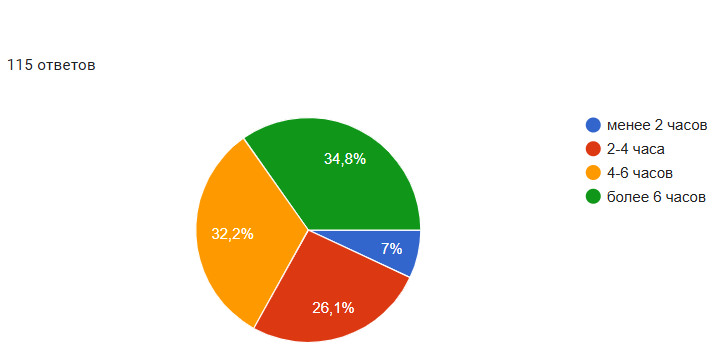 115 ответов
менее 2 часов
2-4 часа
4-6 часов
более 6 часов
34,8%
32,2%
7%
26,1%